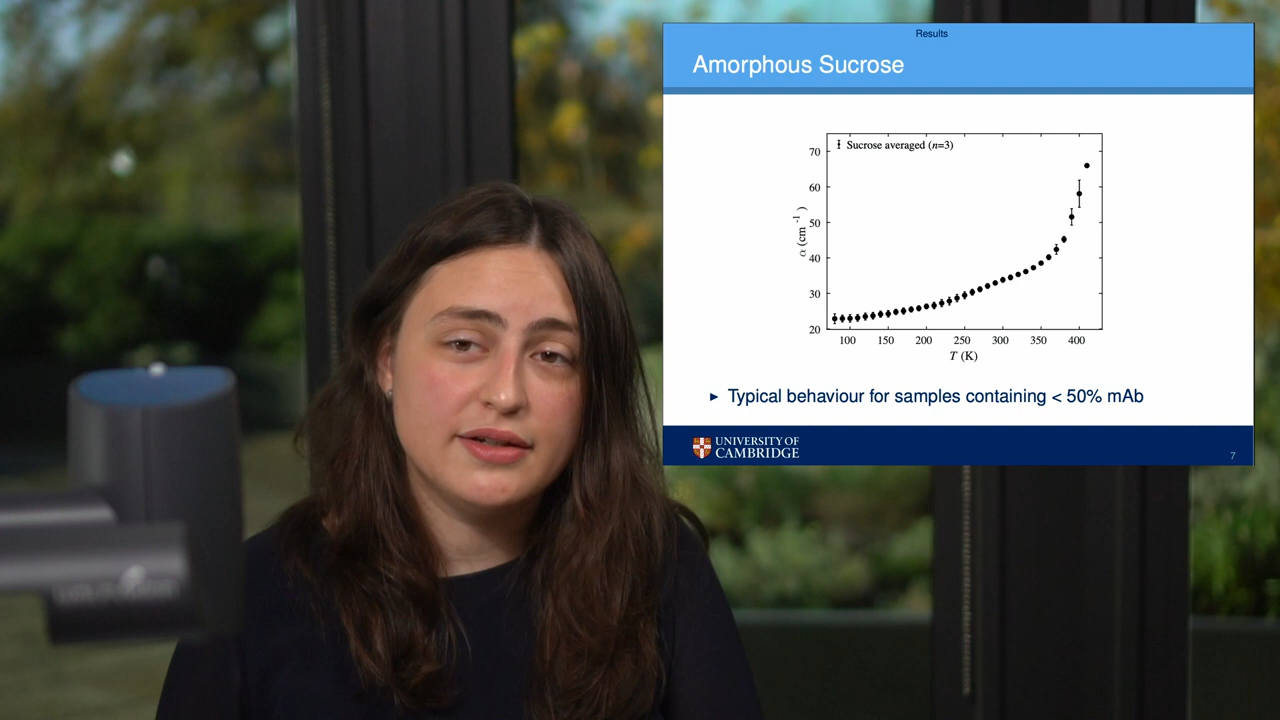 Results
Amorphous Sucrose
Sucrose averaged (n=3)
70
60
50
40
30
20
α (cm⁻¹)
100 150 200 250 300 350 400
T (K)
► Typical behaviour for samples containing < 50% mAb
UNIVERSITY OF
CAMBRIDGE
7